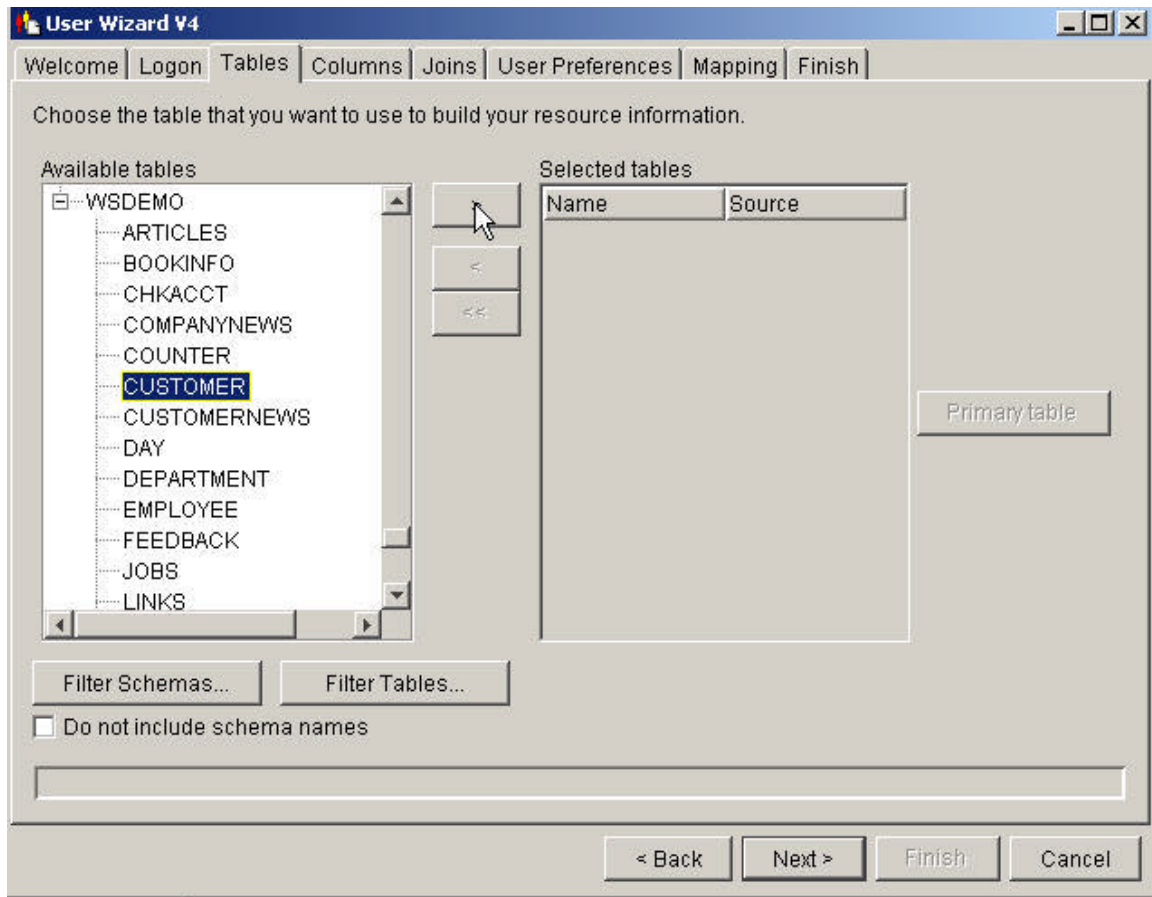 User Wizard V4
Welcome Logon Tables Columns Joins User Preferences Mapping Finish
Choose the table that you want to use to build your resource information.
Available tables
WSDEMO
ARTICLES
BOOKINFO
CHKACCT
COMPANYNEWS
COUNTER
CUSTOMER
CUSTOMERNEWS
DAY
DEPARTMENT
EMPLOYEE
FEEDBACK
JOBS
LINKS
<
<<
Selected tables
Name Source
Primary table
Filter Schemas... Filter Tables...
Do not include schema names
< Back Next > Finish Cancel